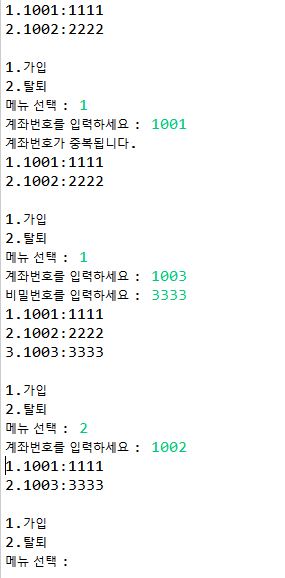 1.1001:1111
2.1002:2222
1.가입
2.탈퇴
메뉴 선택 : 1
계좌번호를 입력하세요 : 1001
계좌번호가 중복됩니다.
1.1001:1111
2.1002:2222
1.가입
2.탈퇴
메뉴 선택 : 1
계좌번호를 입력하세요 : 1003
비밀번호를 입력하세요 : 3333
1.1001:1111
2.1002:2222
3.1003:3333
1.가입
2.탈퇴
메뉴 선택 : 2
계좌번호를 입력하세요 : 1002
1.1001:1111
2.1003:3333
1.가입
2.탈퇴
메뉴 선택 :